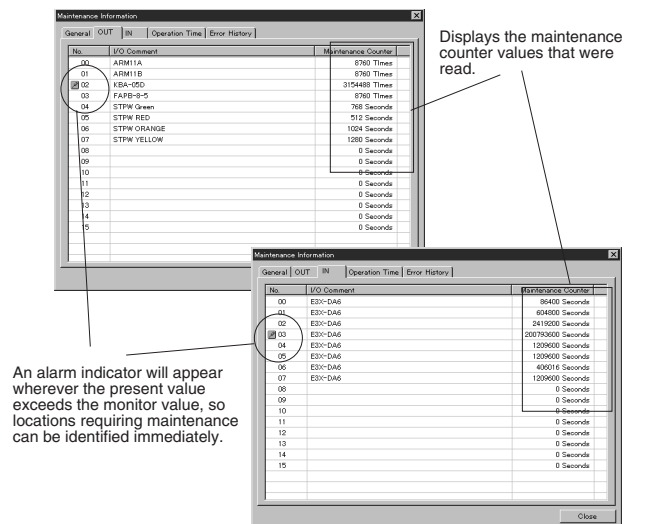 Maintenance Information
General OUT IN Operation Time Error History
No. I/O Comment Maintenance Counter
00 ARM11A 8760 TImes
01 ARM11B 8760 TImes
02 KBA-05D 3154488 TImes
03 FAPB-8-5 8760 TImes
04 STPW Green 768 Seconds
05 STPW RED 512 Seconds
06 STPW ORANGE 1024 Seconds
07 STPW YELLOW 1280 Seconds
08 0 Seconds
09 0 Seconds
10 0 Seconds
11 0 Seconds
12 0 Seconds
13 0 Seconds
14 0 Seconds
15 0 Seconds
Displays the maintenance
counter values that were
read.
Maintenance Information
General OUT IN Operation Time Error History
No. I/O Comment Maintenance Counter
00 E3X-DA6 86400 Seconds
01 E3X-DA6 604800 Seconds
02 E3X-DA6 2419200 Seconds
03 E3X-DA6 200793600 Seconds
04 E3X-DA6 1209600 Seconds
05 E3X-DA6 1209600 Seconds
06 E3X-DA6 406016 Seconds
07 E3X-DA6 1209600 Seconds
08 0 Seconds
09 0 Seconds
10 0 Seconds
11 0 Seconds
12 0 Seconds
13 0 Seconds
14 0 Seconds
15 0 Seconds
Close
An alarm indicator will appear
wherever the present value
exceeds the monitor value, so
locations requiring maintenance
can be identified immediately.